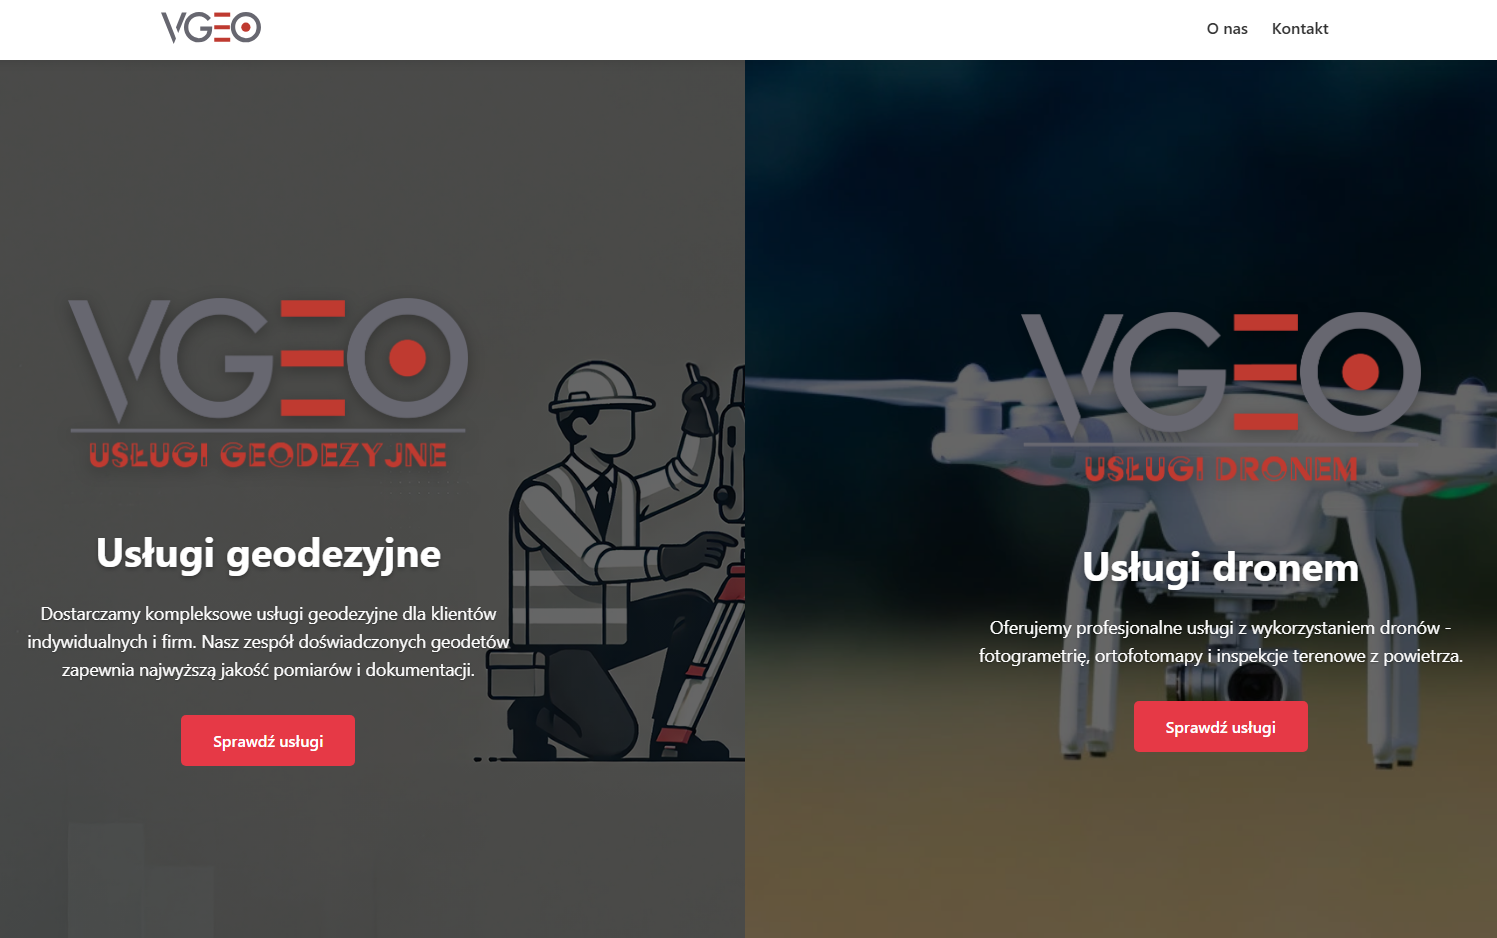 VGEO
O nas Kontakt
VGEO
USŁUGI GEODEZYJNE
Usługi geodezyjne
Dostarczamy kompleksowe usługi geodezyjne dla klientów
indywidualnych i firm. Nasz zespół doświadczonych geodetów
zapewnia najwyższą jakość pomiarów i dokumentacji.
Sprawdź usługi
VGEO
USŁUGI DRONEM
Usługi dronem
Oferujemy profesjonalne usługi z wykorzystaniem dronów -
fotogrametrię, ortofotomapy i inspekcje terenowe z powietrza.
Sprawdź usługi